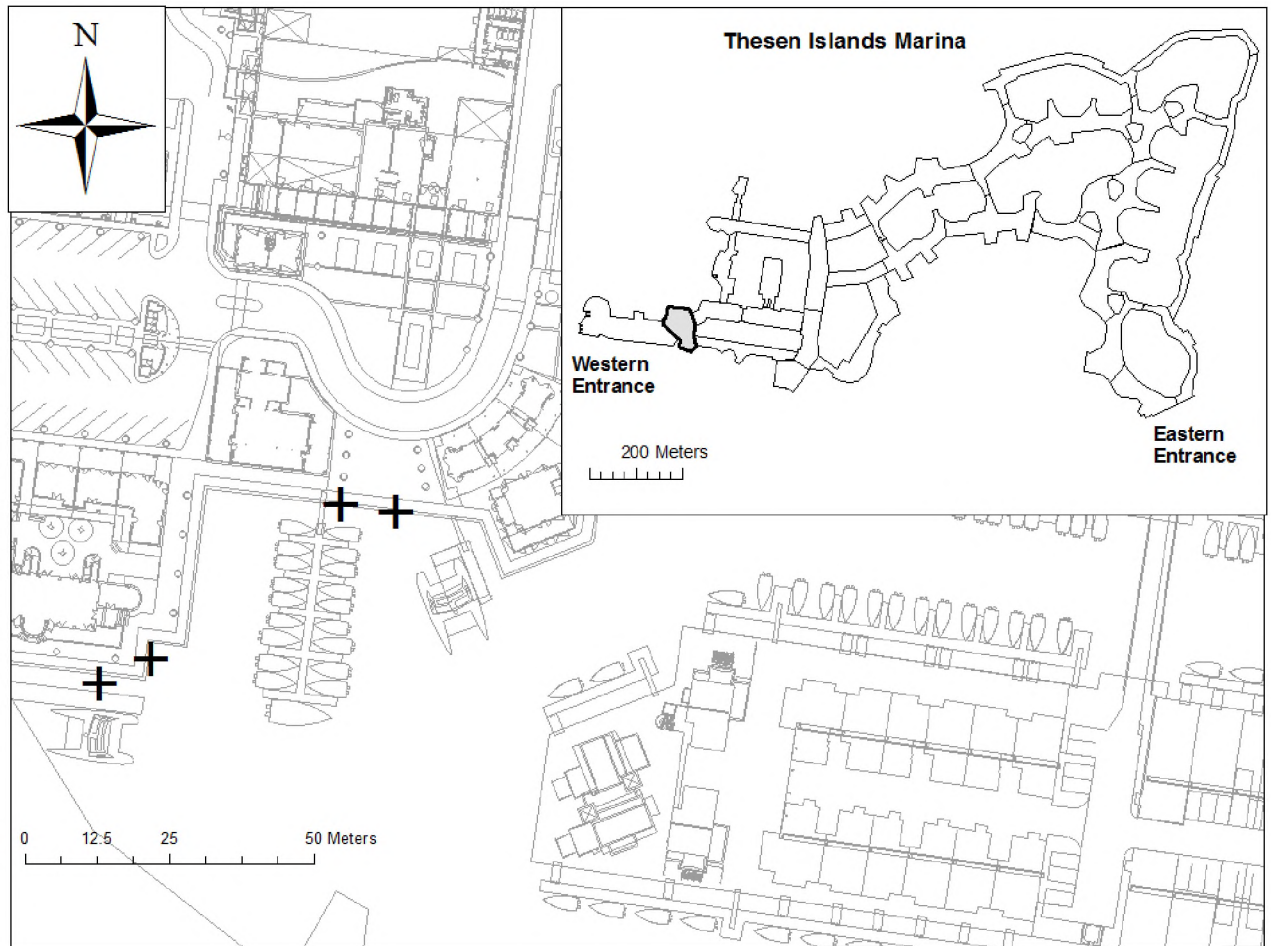 N
Thesen Islands Marina
Western
Entrance
Eastern
Entrance
200 Meters
0 12.5 25 50 Meters